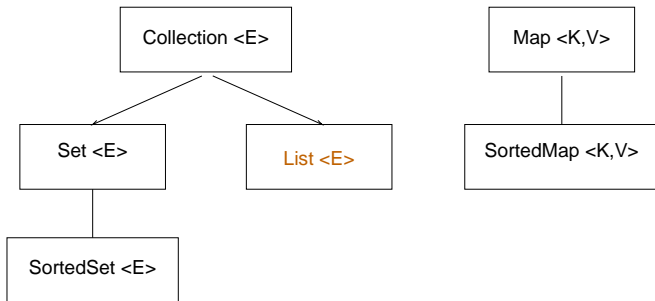 Collection <E>
Map <K,V>
Set <E>
List <E>
SortedMap <K,V>
SortedSet <E>